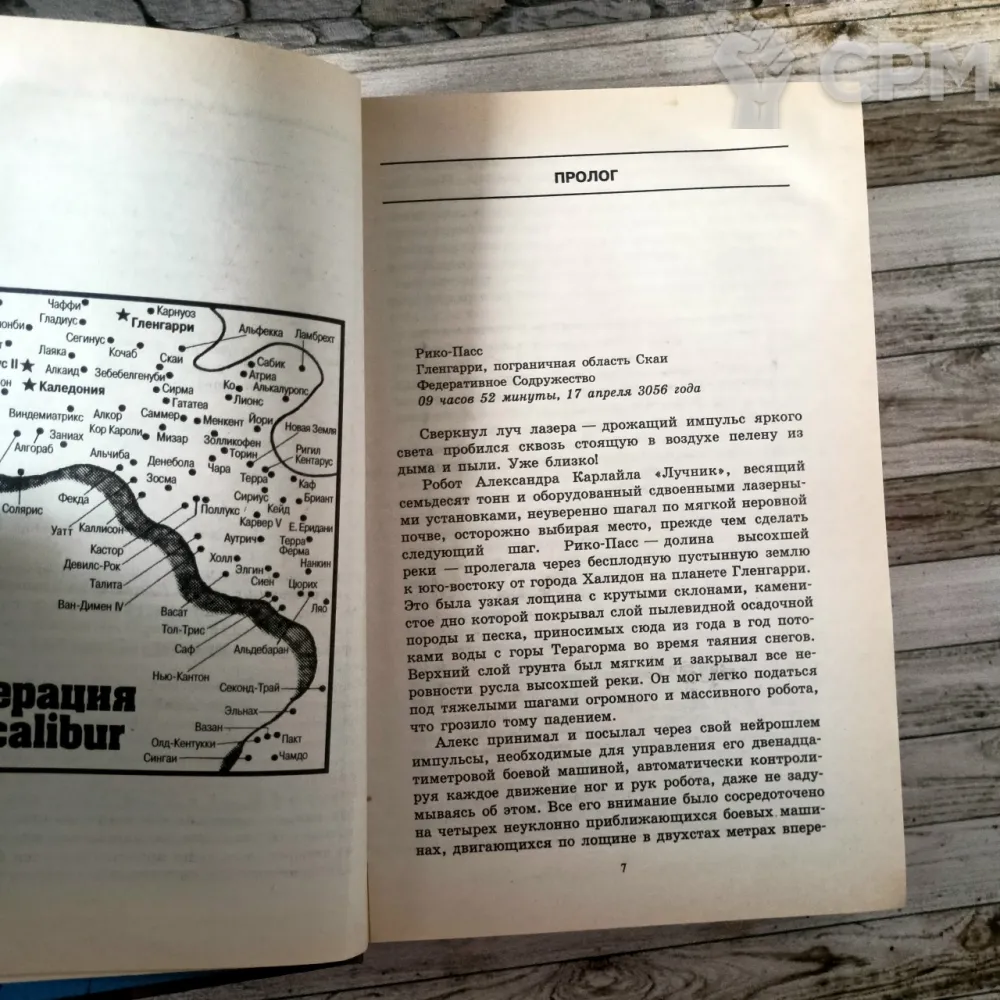 Чаффи
Карнуоз
Гладиус
Гленгарри
Альфекка
Ламбрехт
Сегинус
Лаяка
Кочаб
Скаи
Сабик
Атриа
Алкаид
Зебебелгенуби
Ко
Алькалуропс
Каледония
Сирма
Лионс
Гататеа
Виндемиатрикс
Алкор
Саммер
Менкент
Йори
Новая Земля
Заниах
Кор Кароли
Мизар
Золликофен
Торин
Ригил
Кентарус
Алгораб
Альчиба
Денебола
Чара
Терра
Каф
Зосма
Солярис
Фекда
Сириус
Кейд
Бриант
Поллукс
Карвер V
Е. Еридани
Уатт
Каллисон
Аутрич
Терра
Ферма
Кастор
Девилс-Рок
Холл
Элгин
Нанкин
Талита
Сиен
Цюрих
Ван-Димен IV
Васат
Ляо
Тол-Трис
Саф
Альдебаран
Нью-Кантон
Секонд-Трай
ерация
calibur
Эльнах
Вазан
Олд-Кентукки
Пакт
Сингаи
Чамдо
ПРОЛОГ
Рико-Пасс
Гленгарри, пограничная область Скаи
Федеративное Содружество
09 часов 52 минуты, 17 апреля 3056 года
Сверкнул луч лазера — дрожащий импульс яркого
света пробился сквозь стоящую в воздухе пелену из
дыма и пыли. Уже близко!
Робот Александра Карлайла «Лучник», весящий
семьдесят тонн и оборудованный сдвоенными лазерны-
ми установками, неуверенно шагал по мягкой неровной
почве, осторожно выбирая место, прежде чем сделать
следующий шаг. Рико-Пасс — долина высохшей
реки — пролегала через бесплодную пустынную землю
к юго-востоку от города Халидон на планете Гленгарри.
Это была узкая лощина с крутыми склонами, камени-
стое дно которой покрывал слой пылевидной осадочной
породы и песка, приносимых сюда из года в год пото-
ками воды с горы Терагорма во время таяния снегов.
Верхний слой грунта был мягким и закрывал все не-
ровности русла высохшей реки. Он мог легко податься
под тяжелыми шагами огромного и массивного робота,
что грозило тому падением.
Алекс принимал и посылал через свой нейрошлем
импульсы, необходимые для управления его двенадца-
тиметровой боевой машиной, автоматически контроли-
руя каждое движение ног и рук робота, даже не заду-
мываясь об этом. Все его внимание было сосредоточено
на четырех неуклонно приближающихся боевых маши-
нах, двигающихся по лощине в двухстах метрах впере-
7
СРМ